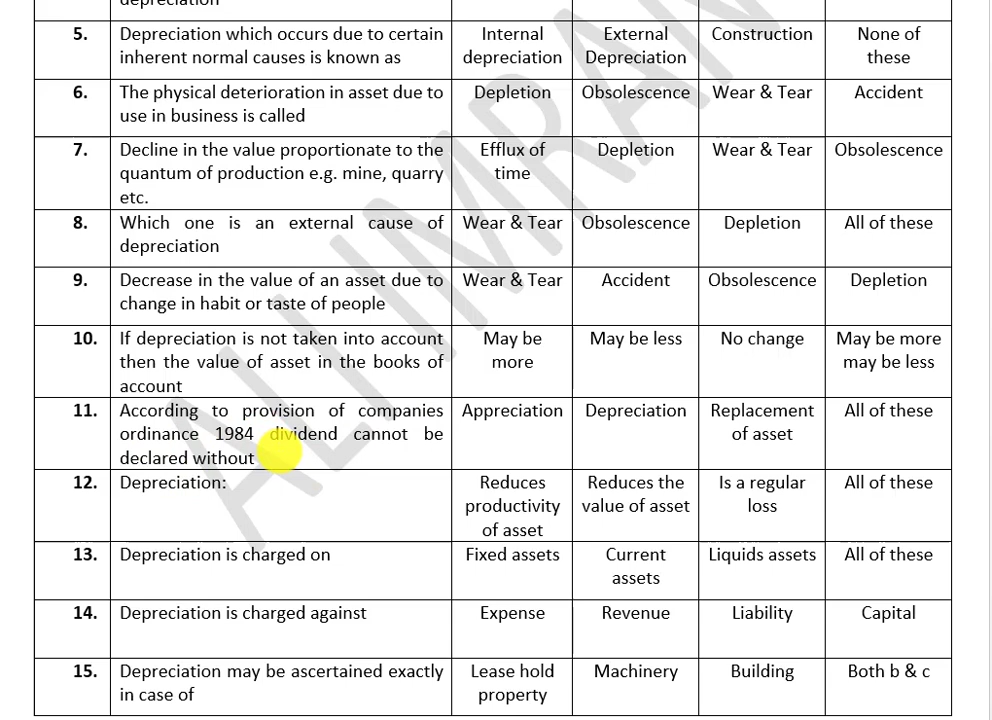 depreciation
5. Depreciation which occurs due to certain Internal External Construction None of
inherent normal causes is known as depreciation Depreciation these
6. The physical deterioration in asset due to Depletion Obsolescence Wear & Tear Accident
use in business is called
7. Decline in the value proportionate to the Efflux of Depletion Wear & Tear Obsolescence
quantum of production e.g. mine, quarry time
etc.
8. Which one is an external cause of Wear & Tear Obsolescence Depletion All of these
depreciation
9. Decrease in the value of an asset due to Wear & Tear Accident Obsolescence Depletion
change in habit or taste of people
10. If depreciation is not taken into account May be May be less No change May be more
then the value of asset in the books of more may be less
account
11. According to provision of companies Appreciation Depreciation Replacement All of these
ordinance 1984 dividend cannot be of asset
declared without
12. Depreciation: Reduces Reduces the Is a regular All of these
productivity value of asset loss
of asset
13. Depreciation is charged on Fixed assets Current Liquids assets All of these
assets
14. Depreciation is charged against Expense Revenue Liability Capital
15. Depreciation may be ascertained exactly Lease hold Machinery Building Both b & c
in case of property
ALI IMRAN